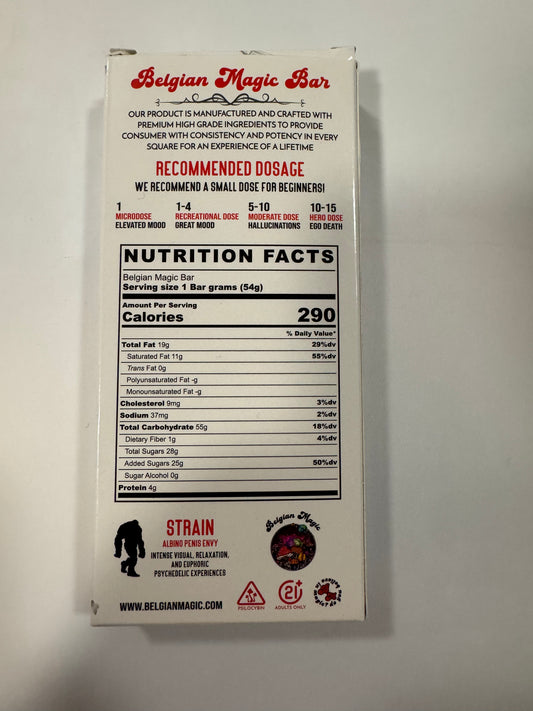 Belgian Magic Bar
OUR PRODUCT IS MANUFACTURED AND CRAFTED WITH
PREMIUM HIGH GRADE INGREDIENTS TO PROVIDE
CONSUMER WITH CONSISTENCY AND POTENCY IN EVERY
SQUARE FOR AN EXPERIENCE OF A LIFETIME
RECOMMENDED DOSAGE
WE RECOMMEND A SMALL DOSE FOR BEGINNERS!
1 1-4 5-10 10-15
MICRODOSE RECREATIONAL DOSE MODERATE DOSE HERO DOSE
ELEVATED MOOD GREAT MOOD HALLUCINATIONS EGO DEATH
NUTRITION FACTS
Belgian Magic Bar
Serving size 1 Bar grams (54g)
Amount Per Serving
Calories 290
% Daily Value*
Total Fat 19g 29%dv
Saturated Fat 11g 55%dv
Trans Fat 0g
Polyunsaturated Fat -g
Monounsaturated Fat -g
Cholesterol 9mg 3%dv
Sodium 37mg 2%dv
Total Carbohydrate 55g 18%dv
Dietary Fiber 1g 4%dv
Total Sugars 28g
Added Sugars 25g 50%dv
Sugar Alcohol 0g
Protein 4g
STRAIN
ALBINO PENIS ENVY
INTENSE VISUAL, RELAXATION,
AND EUPHORIC
PSYCHEDELIC EXPERIENCES
Belgian Magic
WWW.BELGIANMAGIC.COM
PSILOCYBIN
21+
ADULTS ONLY
do you believe in magic?